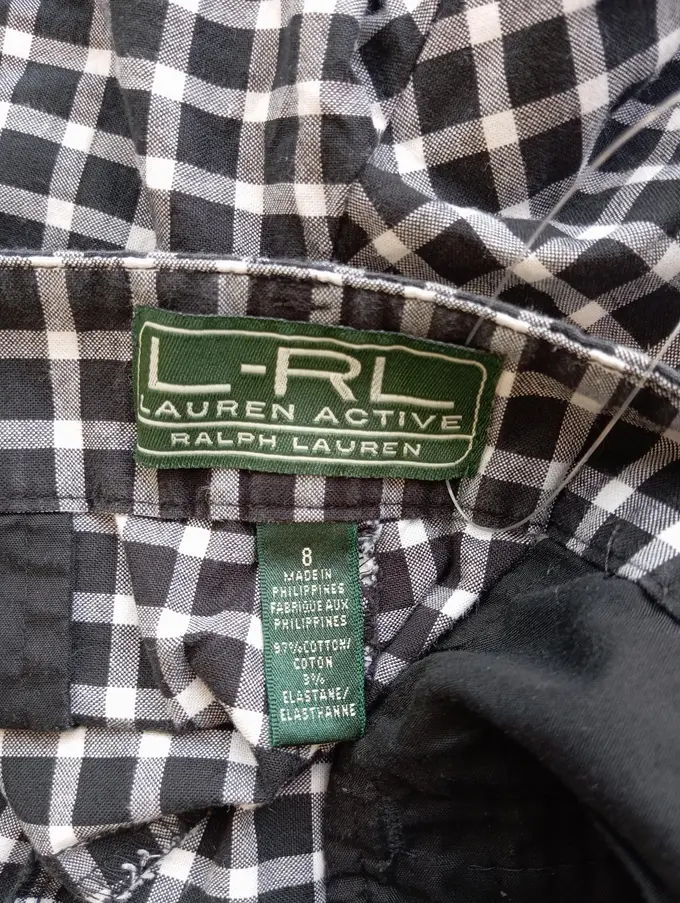 L-RL
LAUREN ACTIVE
RALPH LAUREN
8
MADE IN
PHILIPPINES
FABRIQUE AUX
PHILIPPINES
97% COTTON/
COTON
3%
ELASTANE/
ELASTHANNE